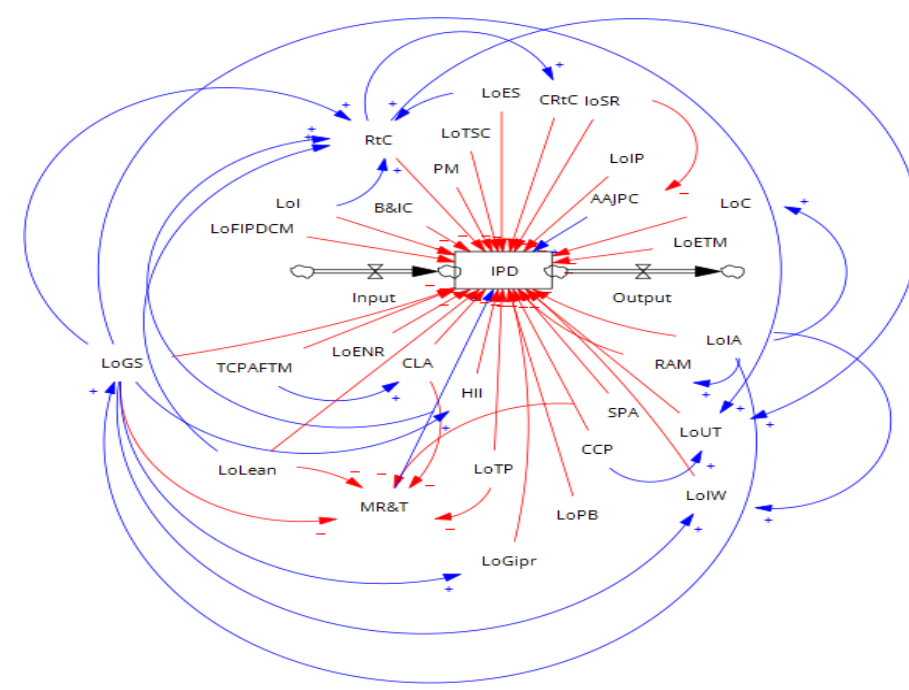 LoES
CRtC
loSR
RtC
LoTSC
LoIP
PM
AAJPC
LoI
B&IC
LoC
LoFIPDCM
LoETM
IPD
Input
Output
LoIA
LoENR
LoGS
TCPAFTM
CLA
RAM
HII
SPA
LoUT
CCP
LoLean
LoTP
LoIW
MR&T
LoPB
LoGipr